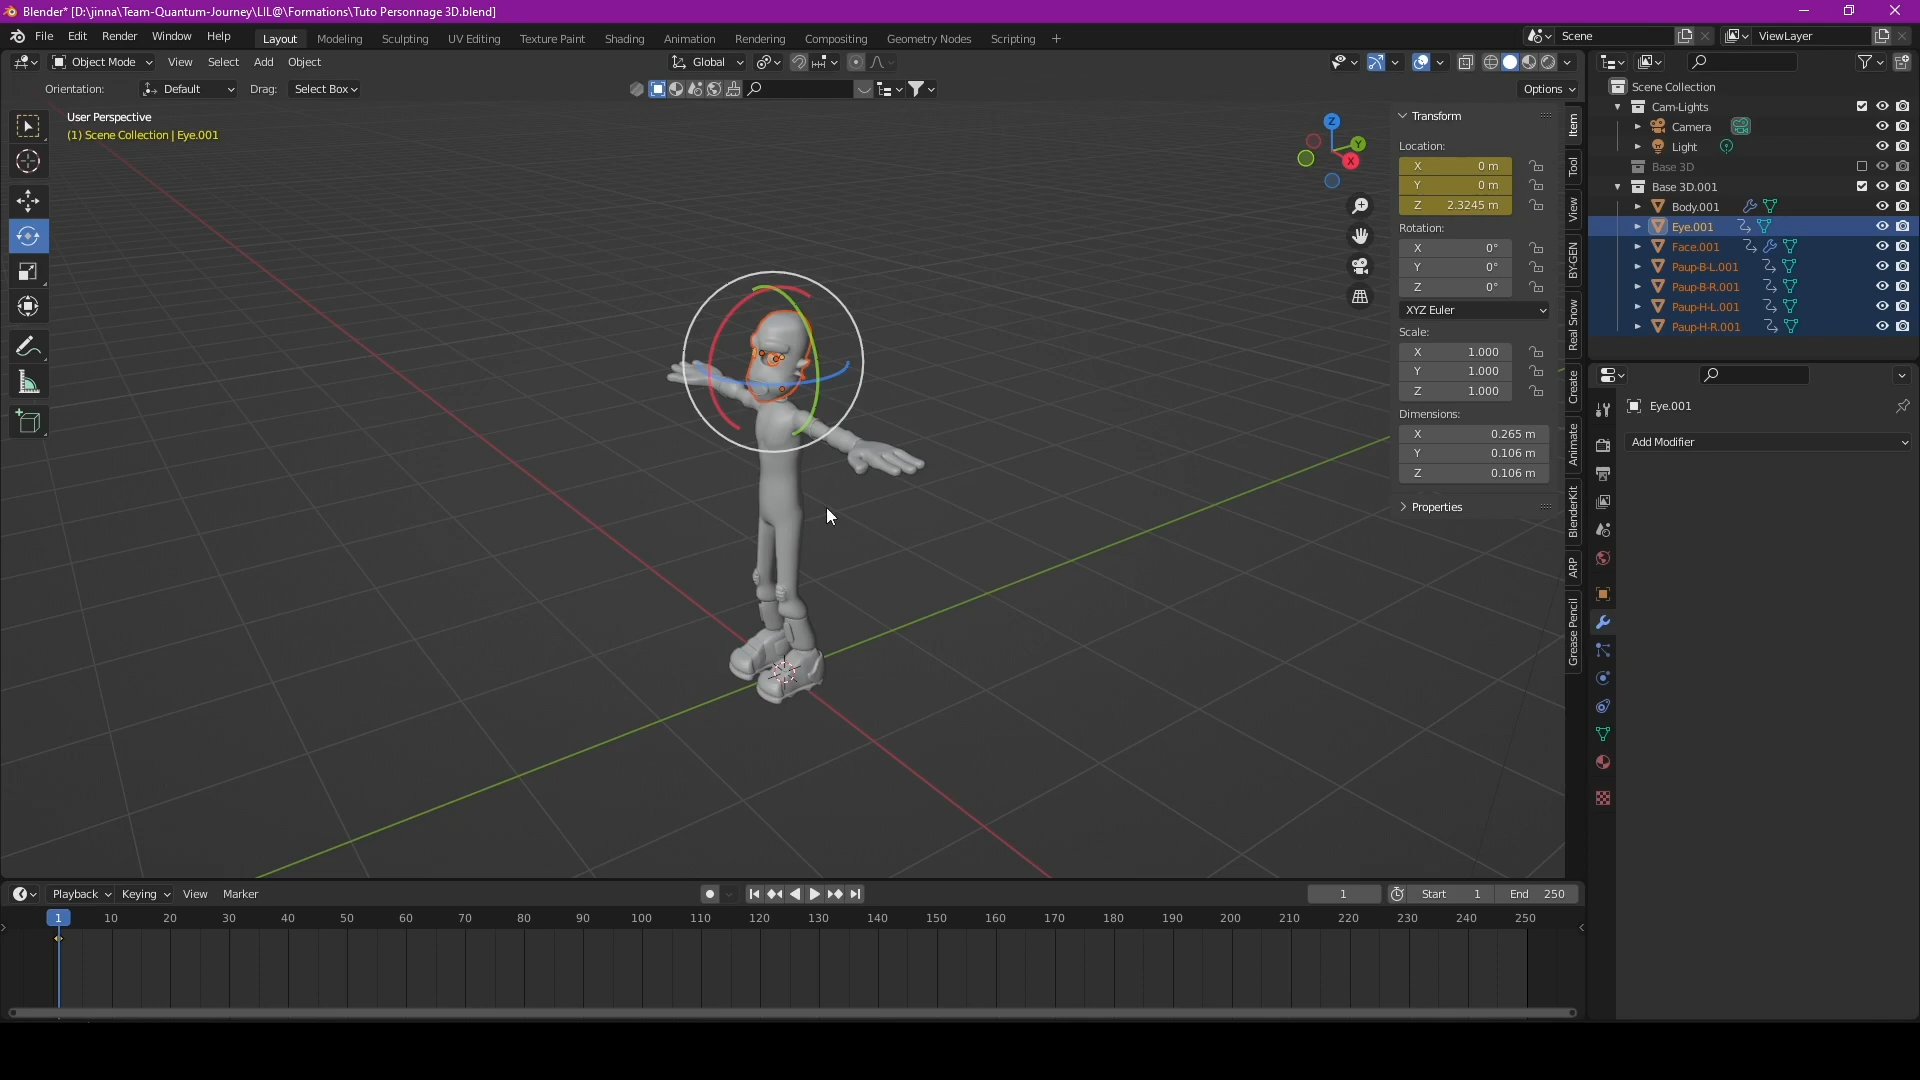 Blender* [D:\jinna\Team-Quantum-Journey\LIL@\Formations\Tuto Personnage 3D.blend]
File Edit Render Window Help Layout Modeling Sculpting UV Editing Texture Paint Shading Animation Rendering Compositing Geometry Nodes Scripting + Scene ViewLayer
Object Mode View Select Add Object Global
Orientation: Default Drag: Select Box Options
User Perspective
(1) Scene Collection | Eye.001
Z
Y
X
Transform
Location:
X 0 m
Y 0 m
Z 2.3245 m
Rotation:
X 0°
Y 0°
Z 0°
XYZ Euler
Scale:
X 1.000
Y 1.000
Z 1.000
Dimensions:
X 0.265 m
Y 0.106 m
Z 0.106 m
Properties
Item
Tool
View
BY-GEN
Real Snow
Create
Animate
BlenderKit
ARP
Grease Pencil
Scene Collection
Cam-Lights
Camera
Light
Base 3D
Base 3D.001
Body.001
Eye.001
Face.001
Paup-B-L.001
Paup-B-R.001
Paup-H-L.001
Paup-H-R.001
Eye.001
Add Modifier
Playback Keying View Marker 1 Start 1 End 250
1 10 20 30 40 50 60 70 80 90 100 110 120 130 140 150 160 170 180 190 200 210 220 230 240 250